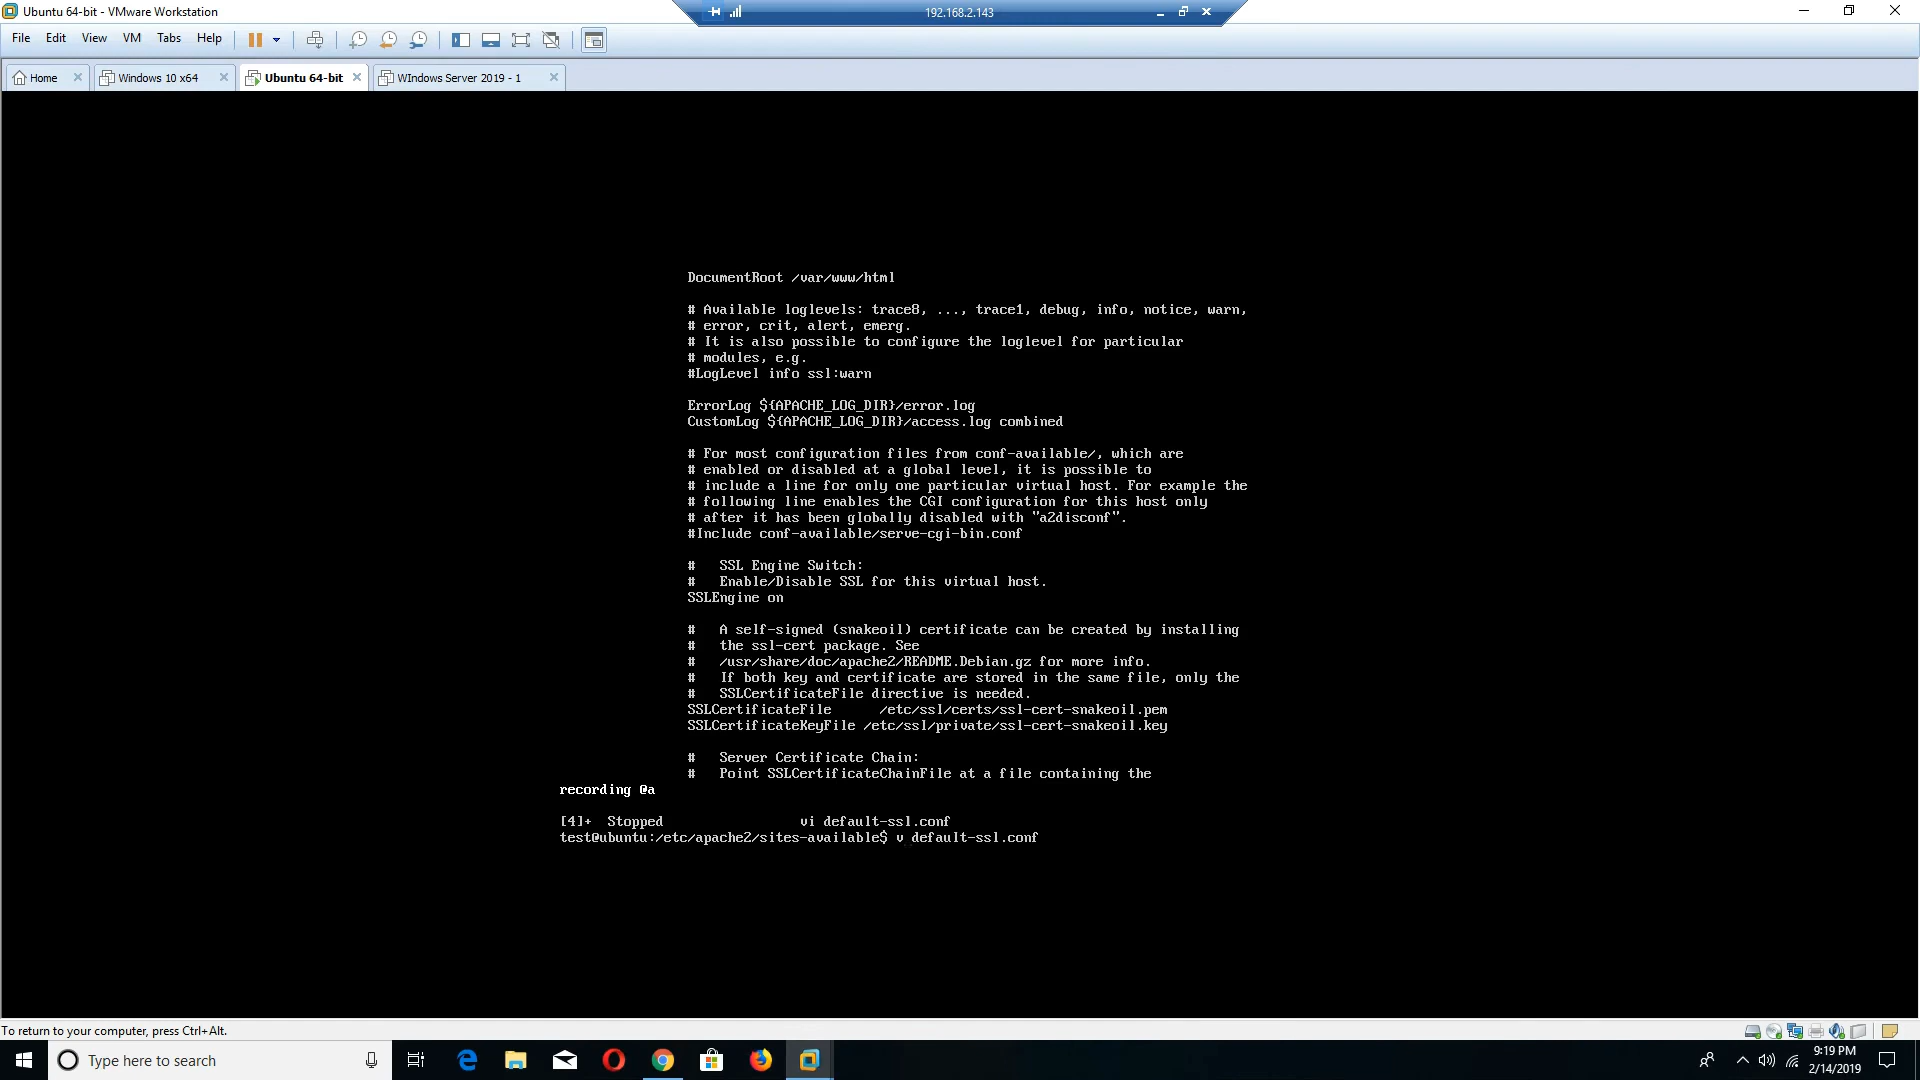 Ubuntu 64-bit - VMware Workstation
192.168.2.143
File Edit View VM Tabs Help
Home
Windows 10 x64
Ubuntu 64-bit
WIndows Server 2019 - 1
DocumentRoot /var/www/html
# Available loglevels: trace8, ..., trace1, debug, info, notice, warn,
# error, crit, alert, emerg.
# It is also possible to configure the loglevel for particular
# modules, e.g.
#LogLevel info ssl:warn
ErrorLog ${APACHE_LOG_DIR}/error.log
CustomLog ${APACHE_LOG_DIR}/access.log combined
# For most configuration files from conf-available/, which are
# enabled or disabled at a global level, it is possible to
# include a line for only one particular virtual host. For example the
# following line enables the CGI configuration for this host only
# after it has been globally disabled with "a2disconf".
#Include conf-available/serve-cgi-bin.conf
#   SSL Engine Switch:
#   Enable/Disable SSL for this virtual host.
SSLEngine on
#   A self-signed (snakeoil) certificate can be created by installing
#   the ssl-cert package. See
#   /usr/share/doc/apache2/README.Debian.gz for more info.
#   If both key and certificate are stored in the same file, only the
#   SSLCertificateFile directive is needed.
SSLCertificateFile      /etc/ssl/certs/ssl-cert-snakeoil.pem
SSLCertificateKeyFile /etc/ssl/private/ssl-cert-snakeoil.key
#   Server Certificate Chain:
#   Point SSLCertificateChainFile at a file containing the
recording @a
[4]+  Stopped                 vi default-ssl.conf
test@ubuntu:/etc/apache2/sites-available$ v default-ssl.conf
To return to your computer, press Ctrl+Alt.
Type here to search
9:19 PM
2/14/2019